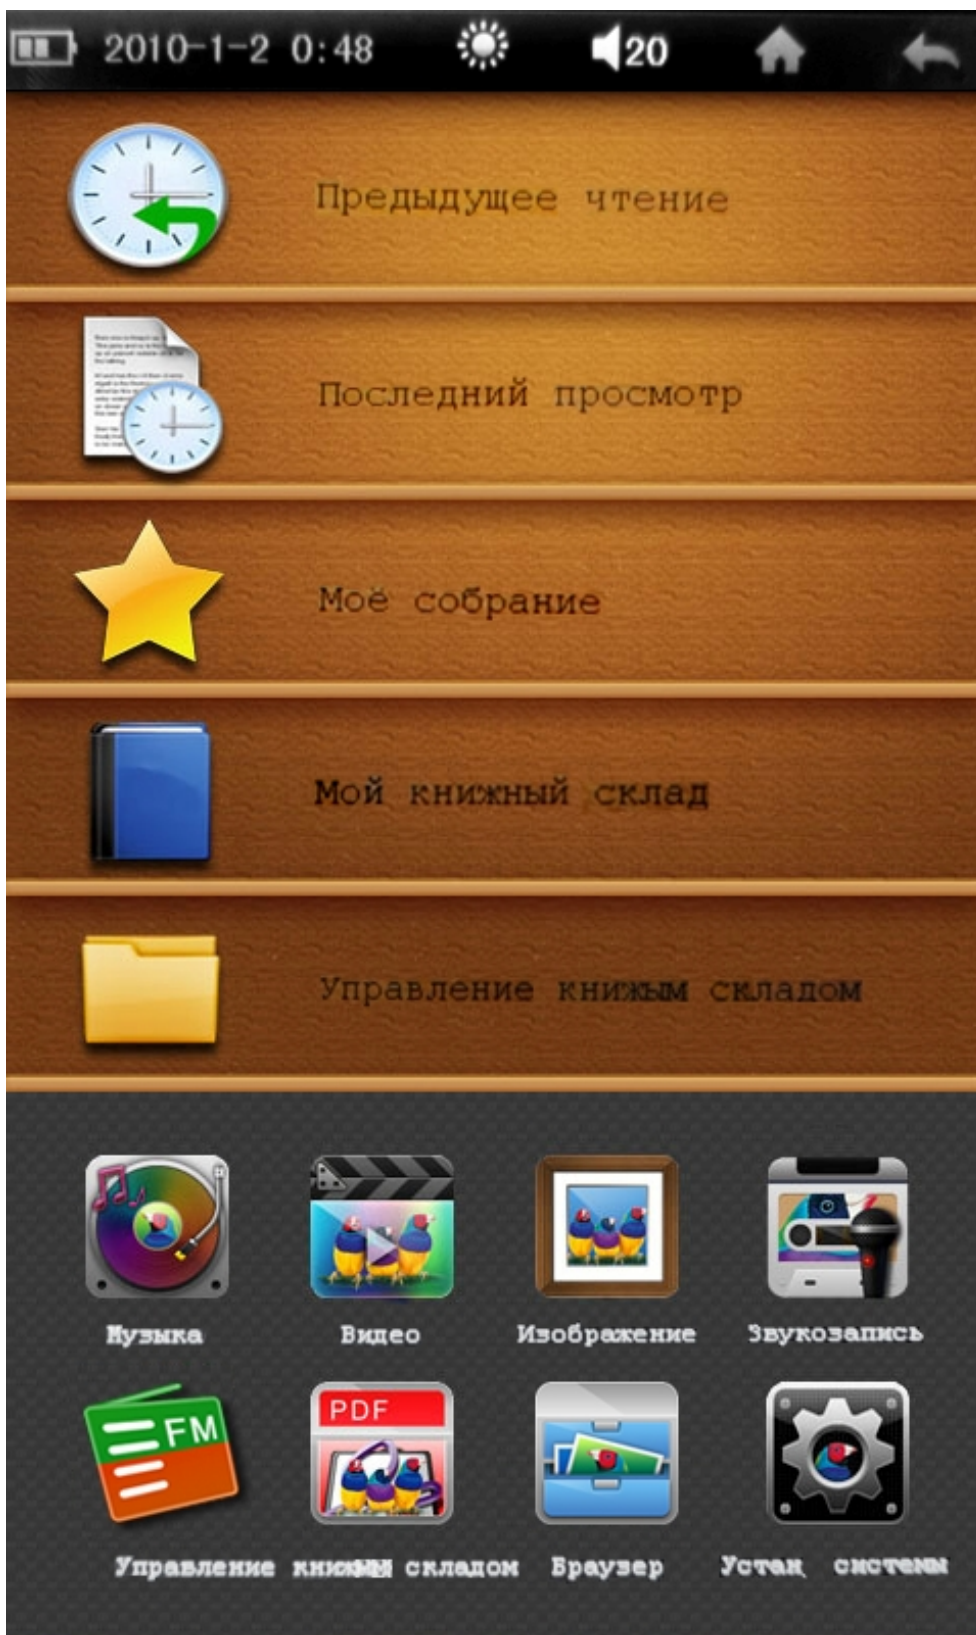 2010-1-2 0:48 20
Предыдущее чтение
Последний просмотр
Моё собрание
Мой книжный склад
Управление книжым складом
Музыка Видео Изображение Звукозапись
FM PDF
Управление книжым складом Браузер Устан системы